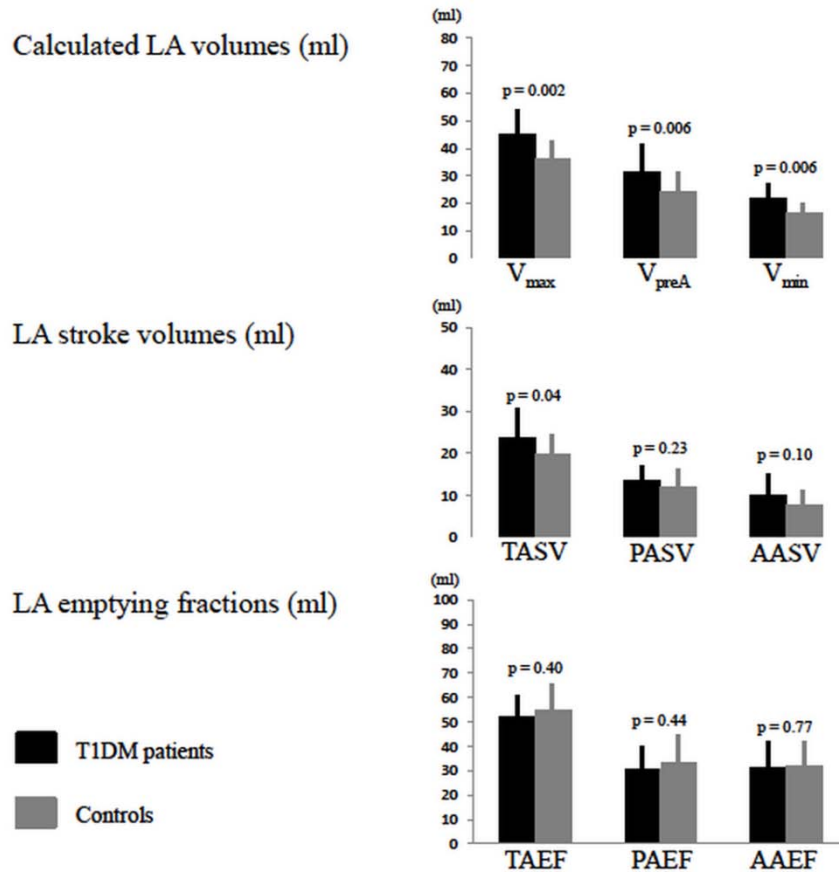 Calculated LA volumes (ml)
(ml)
80
70
60
50
40
30
20
10
0
p = 0.002
p = 0.006
p = 0.006
V_max
V_preA
V_min
LA stroke volumes (ml)
(ml)
50
40
30
20
10
0
p = 0.04
p = 0.23
p = 0.10
TASV
PASV
AASV
LA emptying fractions (ml)
(ml)
100
90
80
70
60
50
40
30
20
10
0
p = 0.40
p = 0.44
p = 0.77
TAEF
PAEF
AAEF
T1DM patients
Controls